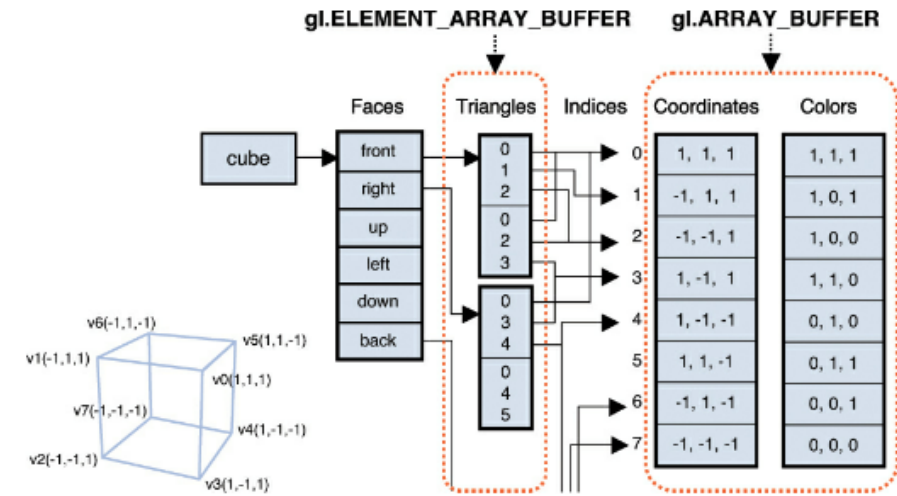 gl.ELEMENT_ARRAY_BUFFER gl.ARRAY_BUFFER
Faces Triangles Indices Coordinates Colors
cube
front
right
up
left
down
back
0
1
2
0
2
3
0
3
4
0
4
5
0 1, 1, 1 1, 1, 1
1 -1, 1, 1 1, 0, 1
2 -1, -1, 1 1, 0, 0
3 1, -1, 1 1, 1, 0
4 1, -1, -1 0, 1, 0
5 1, 1, -1 0, 1, 1
6 -1, 1, -1 0, 0, 1
7 -1, -1, -1 0, 0, 0
v6(-1,1,-1)
v5(1,1,-1)
v1(-1,1,1)
v0(1,1,1)
v7(-1,-1,-1)
v4(1,-1,-1)
v2(-1,-1,1)
v3(1,-1,1)